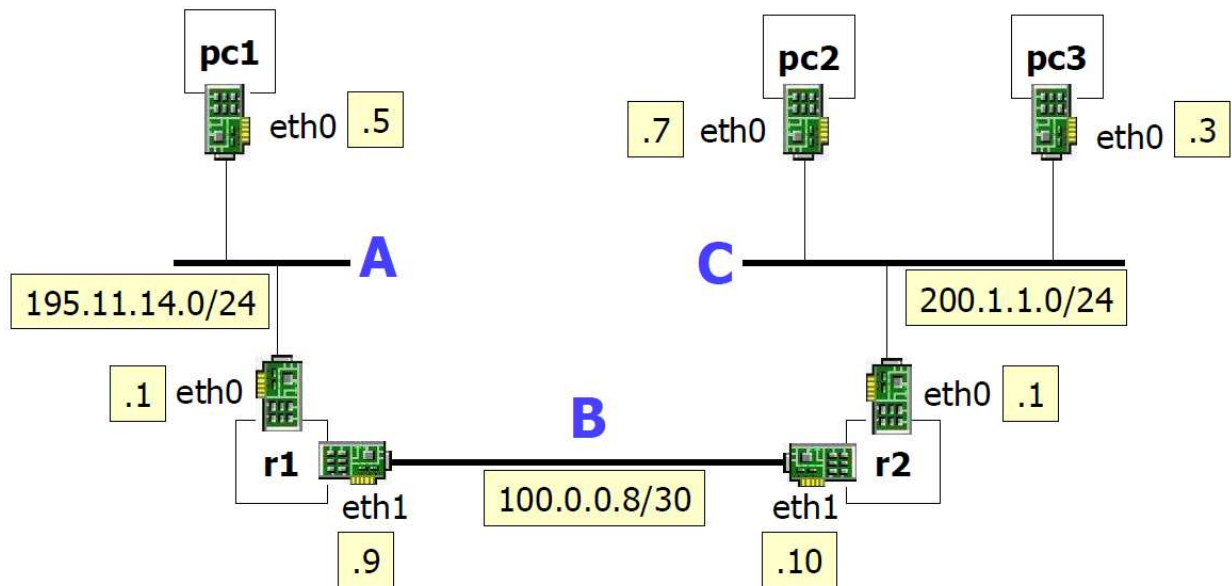 pc1
eth0 .5
pc2
.7 eth0
pc3
eth0 .3
A
195.11.14.0/24
C
200.1.1.0/24
.1 eth0
r1
eth1
.9
B
100.0.0.8/30
eth0 .1
r2
eth1
.10